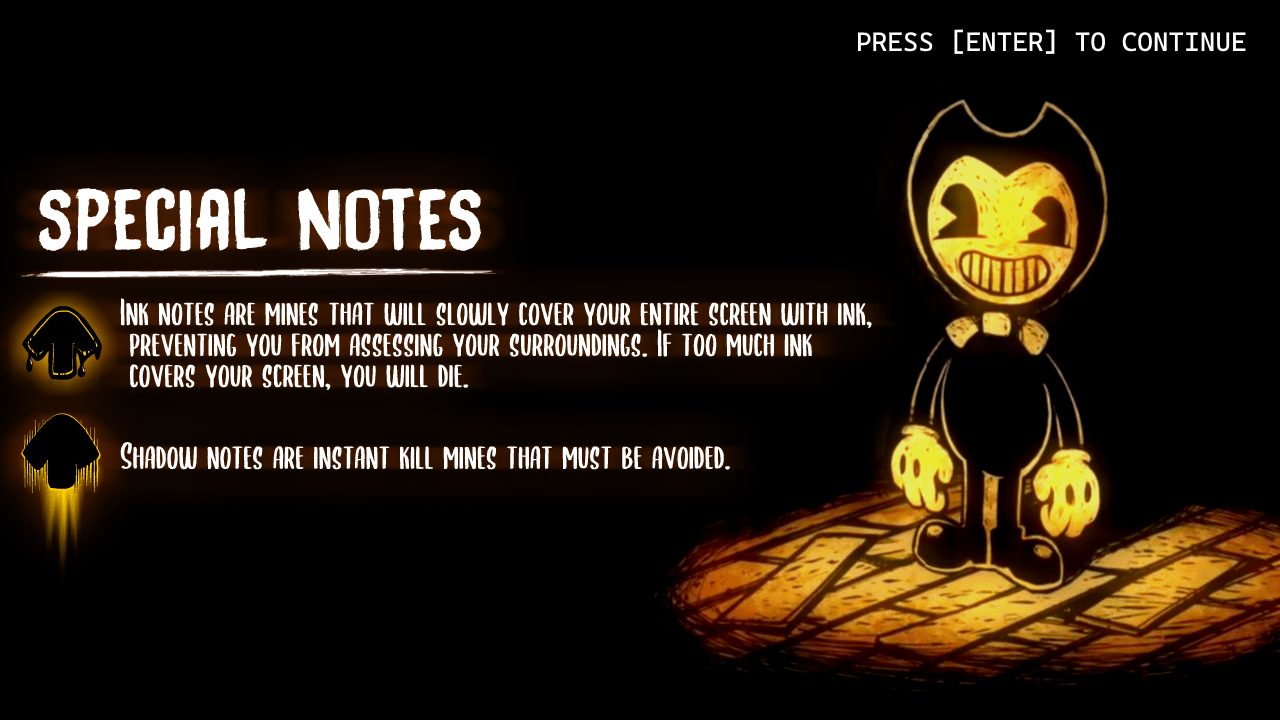 PRESS [ENTER] TO CONTINUE
SPECIAL NOTES
INK NOTES ARE MINES THAT WILL SLOWLY COVER YOUR ENTIRE SCREEN WITH INK,
PREVENTING YOU FROM ASSESSING YOUR SURROUNDINGS. IF TOO MUCH INK
COVERS YOUR SCREEN, YOU WILL DIE.
SHADOW NOTES ARE INSTANT KILL MINES THAT MUST BE AVOIDED.